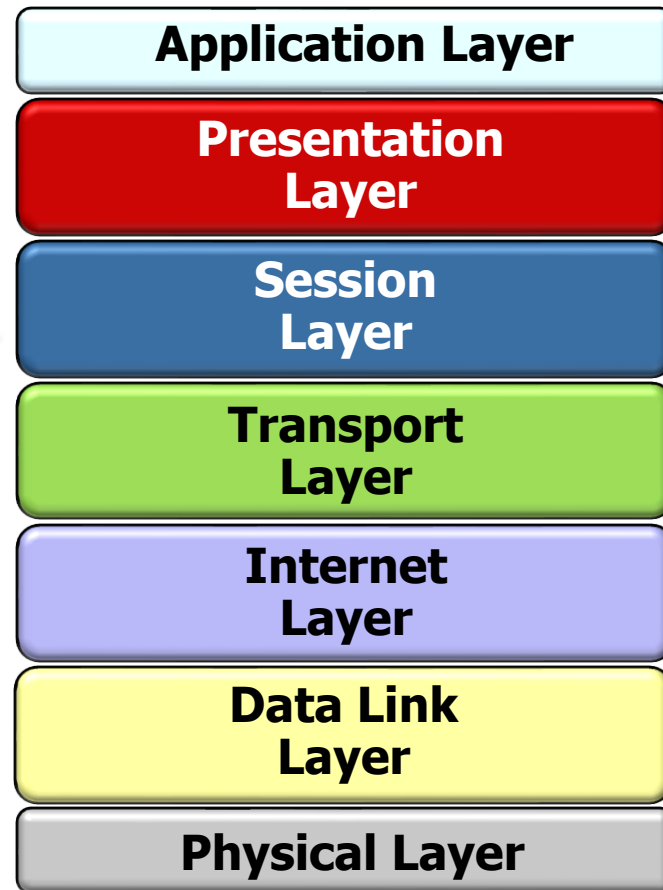 Application Layer
Presentation
Layer
Session
Layer
Transport
Layer
Internet
Layer
Data Link
Layer
Physical Layer